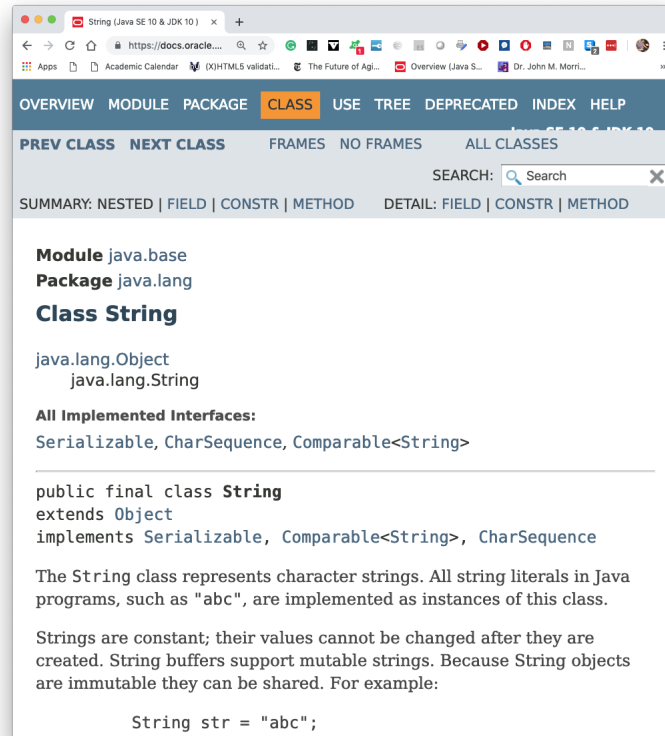 String (Java SE 10 & JDK 10 )
https://docs.oracle....
Apps Academic Calendar (X)HTML5 validati... The Future of Agi... Overview (Java S... Dr. John M. Morri...
OVERVIEW MODULE PACKAGE CLASS USE TREE DEPRECATED INDEX HELP
PREV CLASS NEXT CLASS FRAMES NO FRAMES ALL CLASSES
SEARCH: Search
SUMMARY: NESTED | FIELD | CONSTR | METHOD DETAIL: FIELD | CONSTR | METHOD
Module java.base
Package java.lang
Class String
java.lang.Object
java.lang.String
All Implemented Interfaces:
Serializable, CharSequence, Comparable<String>
public final class String
extends Object
implements Serializable, Comparable<String>, CharSequence
The String class represents character strings. All string literals in Java
programs, such as "abc", are implemented as instances of this class.
Strings are constant; their values cannot be changed after they are
created. String buffers support mutable strings. Because String objects
are immutable they can be shared. For example:
String str = "abc";